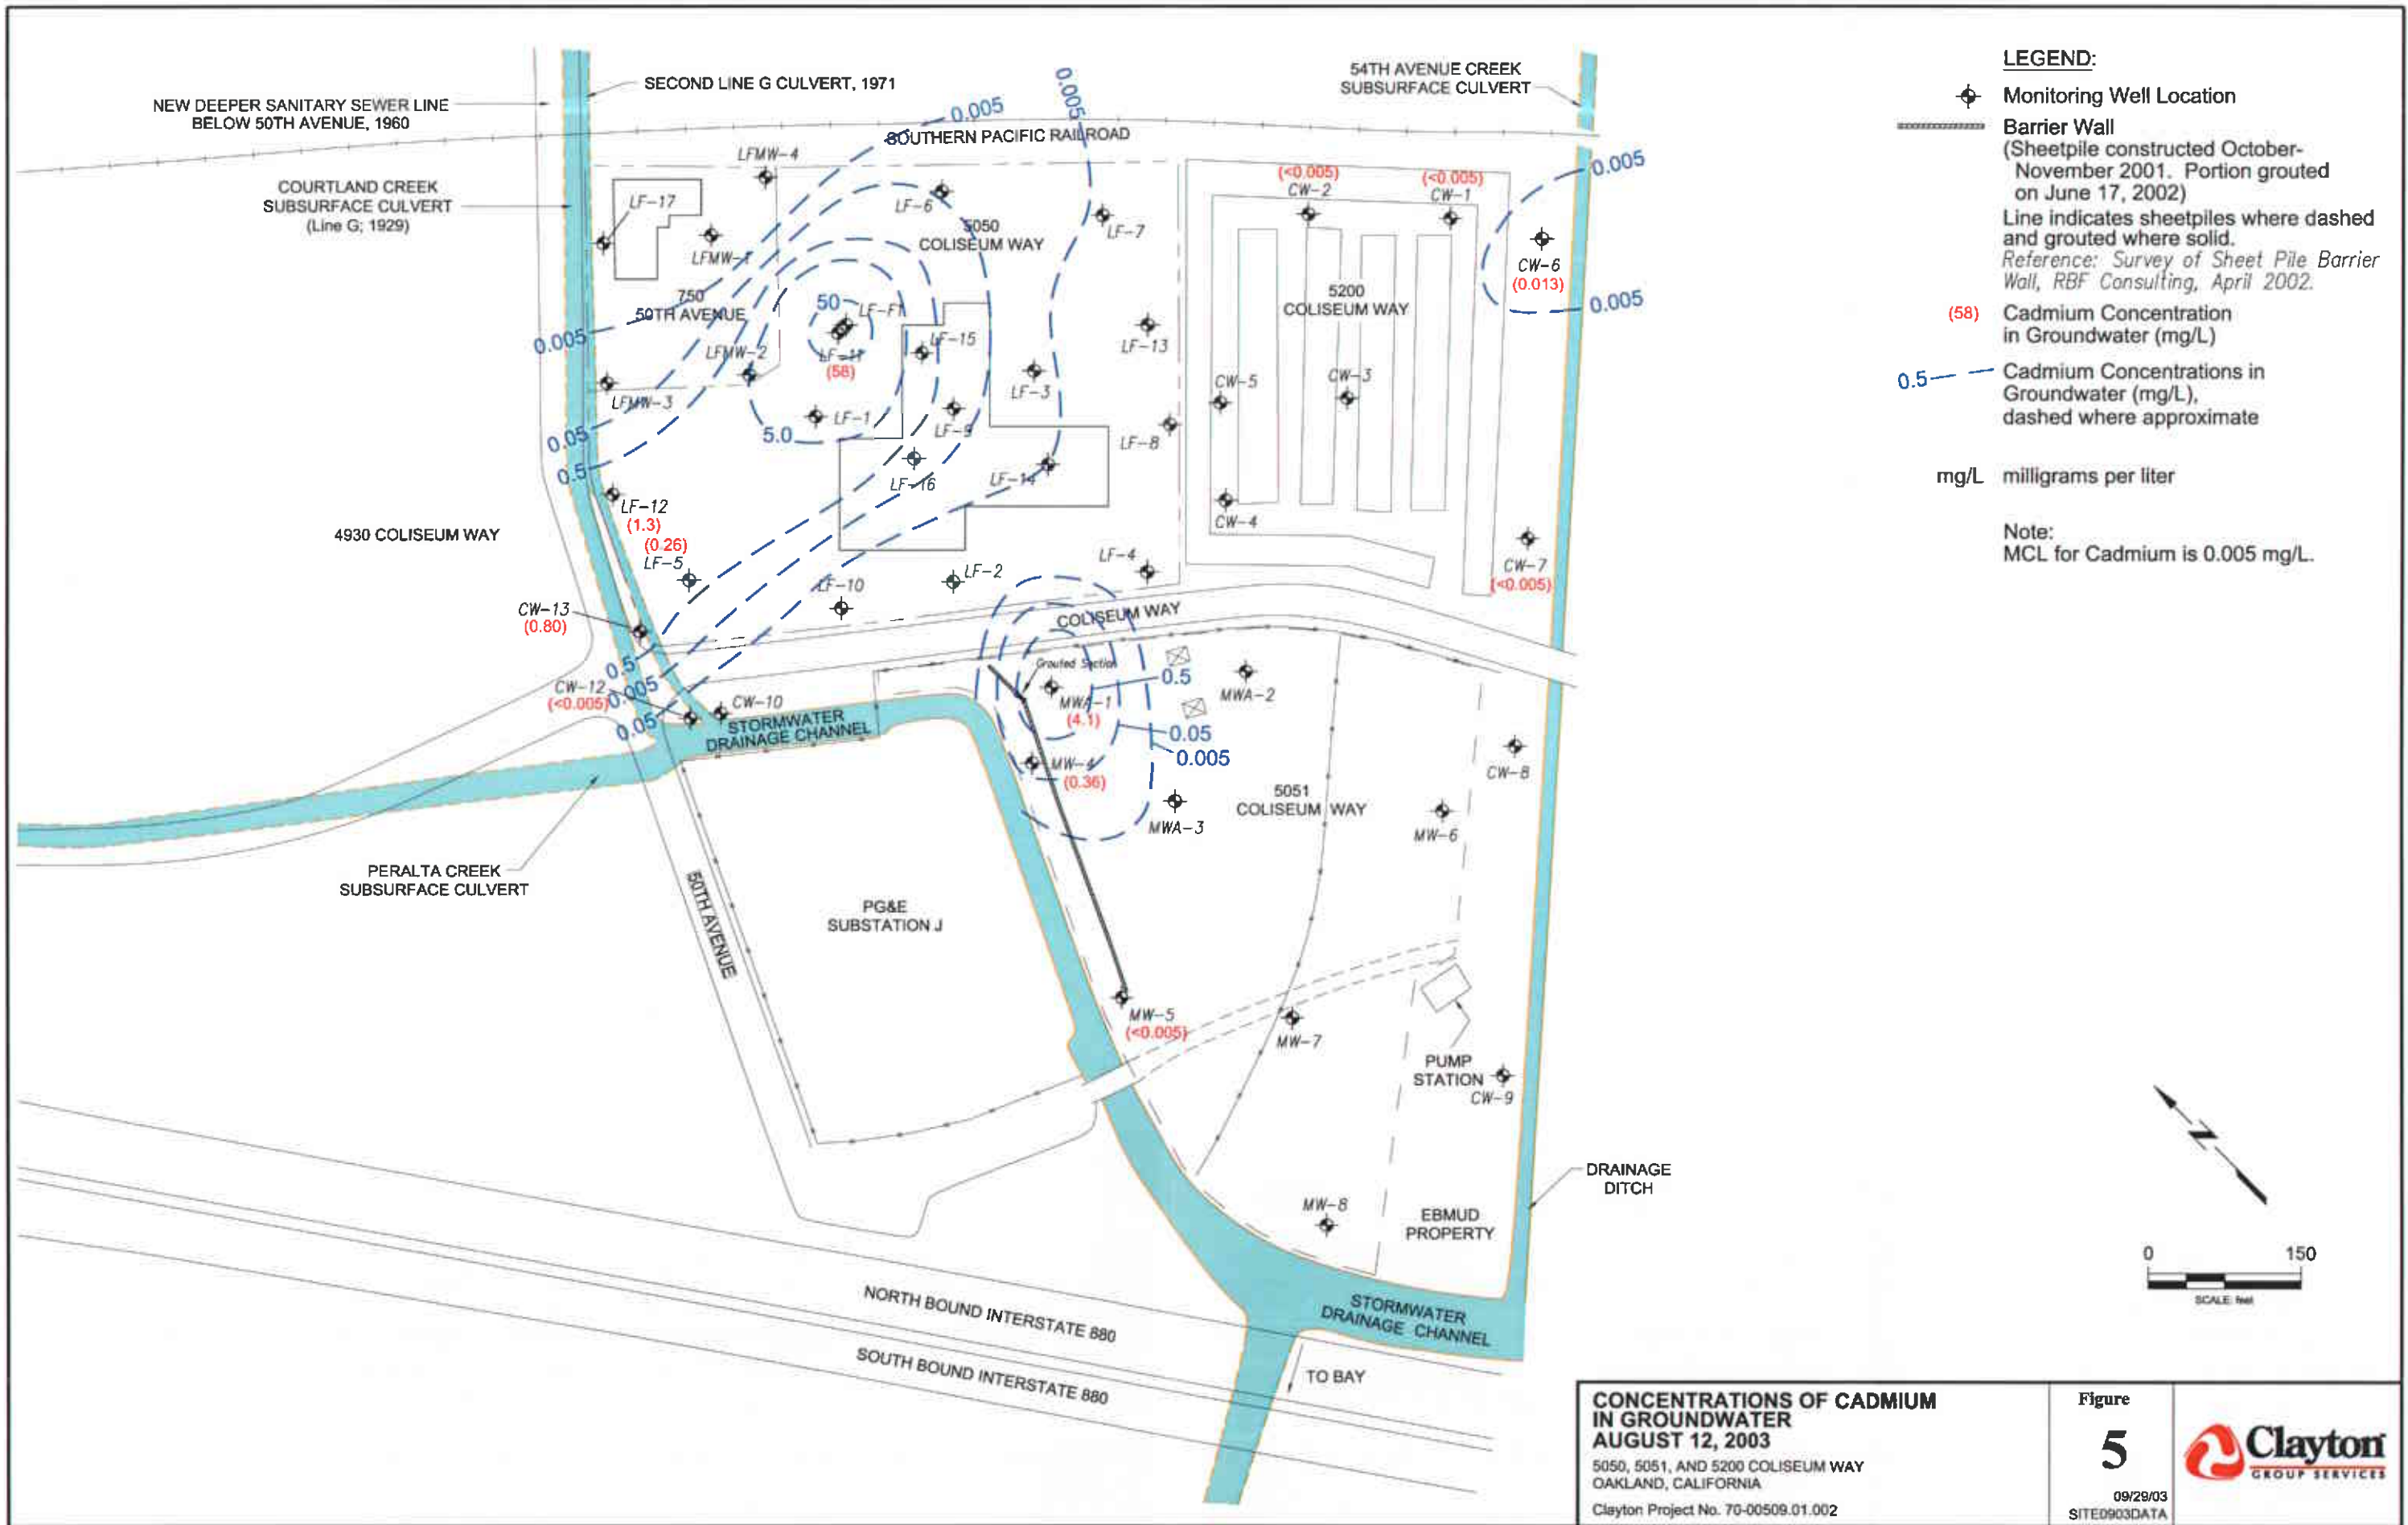 SECOND LINE G CULVERT, 1971
NEW DEEPER SANITARY SEWER LINE
BELOW 50TH AVENUE, 1960
COURTLAND CREEK
SUBSURFACE CULVERT
(Line G; 1929)
54TH AVENUE CREEK
SUBSURFACE CULVERT
0.005
0.005
SOUTHERN PACIFIC RAILROAD
LFMW-4
LF-17
LFMW-1
LF-6
5050
COLISEUM WAY
LF-7
(<0.005)
CW-2
(<0.005)
CW-1
0.005
CW-6
(0.013)
0.005
750
50TH AVENUE
50
LF-F1
LF-11
(58)
LF-15
LF-13
5200
COLISEUM WAY
0.005
LFMW-2
LFMW-3
LF-3
CW-5
CW-3
LF-1
LF-9
5.0
LF-8
0.05
0.5
LF-16
LF-14
CW-4
LF-12
(1.3)
4930 COLISEUM WAY
(0.26)
LF-5
LF-10
LF-2
LF-4
CW-7
(<0.005)
CW-13
(0.80)
COLISEUM WAY
0.5
0.005
0.05
CW-12
(<0.005)
CW-10
STORMWATER
DRAINAGE CHANNEL
Grouted Section
MWA-1
(4.1)
0.5
MWA-2
0.05
0.005
MW-4
(0.36)
MWA-3
5051
COLISEUM WAY
CW-8
MW-6
PERALTA CREEK
SUBSURFACE CULVERT
50TH AVENUE
PG&E
SUBSTATION J
MW-5
(<0.005)
MW-7
PUMP
STATION
CW-9
DRAINAGE
DITCH
MW-8
EBMUD
PROPERTY
NORTH BOUND INTERSTATE 880
SOUTH BOUND INTERSTATE 880
STORMWATER
DRAINAGE CHANNEL
TO BAY
LEGEND:
Monitoring Well Location
Barrier Wall
(Sheetpile constructed October-
November 2001. Portion grouted
on June 17, 2002)
Line indicates sheetpiles where dashed
and grouted where solid.
Reference: Survey of Sheet Pile Barrier
Wall, RBF Consulting, April 2002.
(58) Cadmium Concentration
in Groundwater (mg/L)
0.5 Cadmium Concentrations in
Groundwater (mg/L),
dashed where approximate
mg/L milligrams per liter
Note:
MCL for Cadmium is 0.005 mg/L.
0 150
SCALE: feet
CONCENTRATIONS OF CADMIUM
IN GROUNDWATER
AUGUST 12, 2003
5050, 5051, AND 5200 COLISEUM WAY
OAKLAND, CALIFORNIA
Clayton Project No. 70-00509.01.002
Figure
5
09/29/03
SITE0903DATA
Clayton
GROUP SERVICES